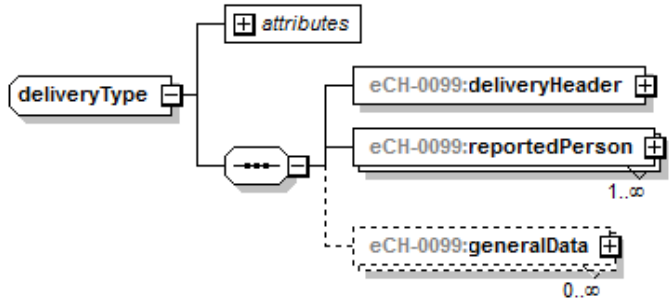 attributes
deliveryType
eCH-0099:deliveryHeader
eCH-0099:reportedPerson
1..∞
eCH-0099:generalData
0..∞